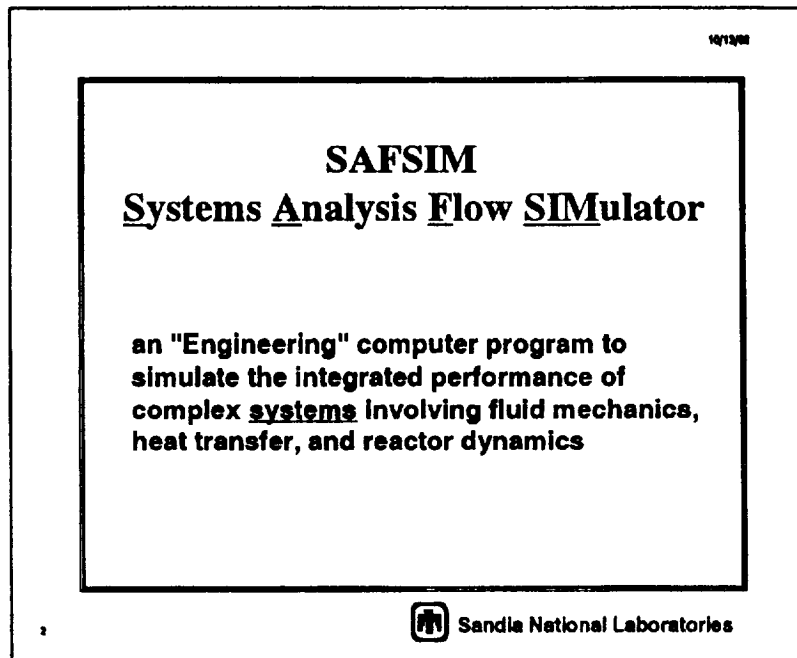 SAFSIM
Systems Analysis Flow SIMulator
an "Engineering" computer program to
simulate the integrated performance of
complex systems involving fluid mechanics,
heat transfer, and reactor dynamics
2
Sandia National Laboratories